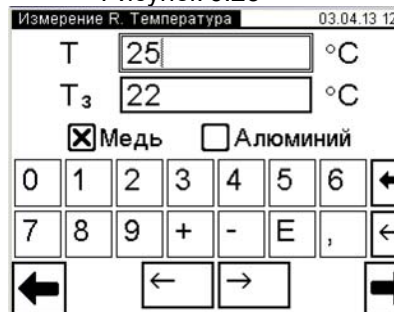 Измерение R. Температура 03.04.13 12
T 25 °C
T₃ 22 °C
Медь Алюминий
0 1 2 3 4 5 6
7 8 9 + - E ,